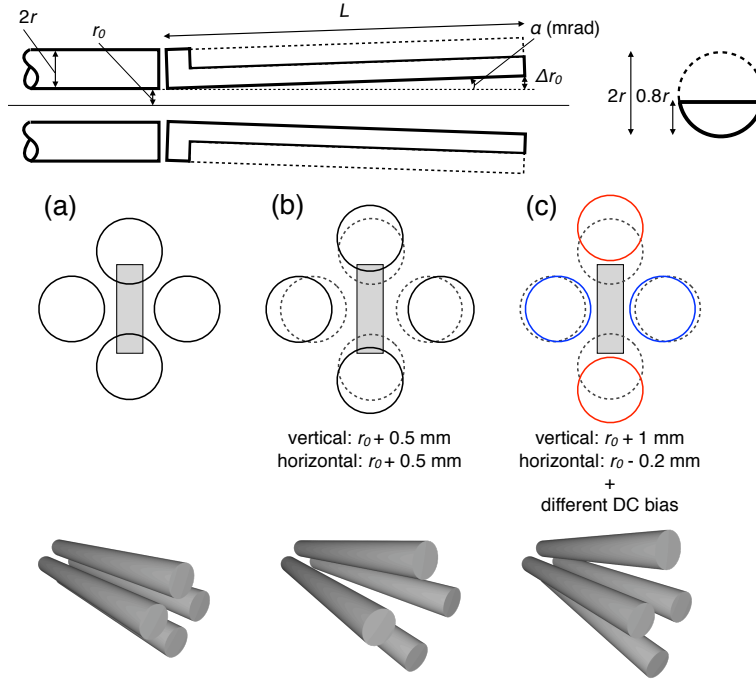 L
2r
r₀
α (mrad)
Δr₀
2r 0.8r
(a)
(b)
(c)
vertical: r₀ + 0.5 mm
horizontal: r₀ + 0.5 mm
vertical: r₀ + 1 mm
horizontal: r₀ - 0.2 mm
+
different DC bias